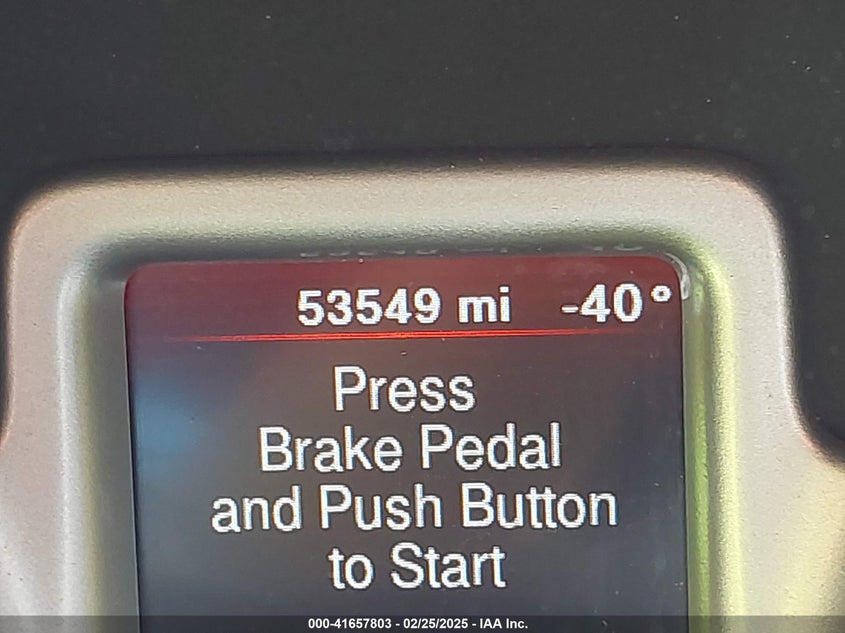 53549 mi -40°
Press
Brake Pedal
and Push Button
to Start
000-41657803 - 02/25/2025 - IAA Inc.